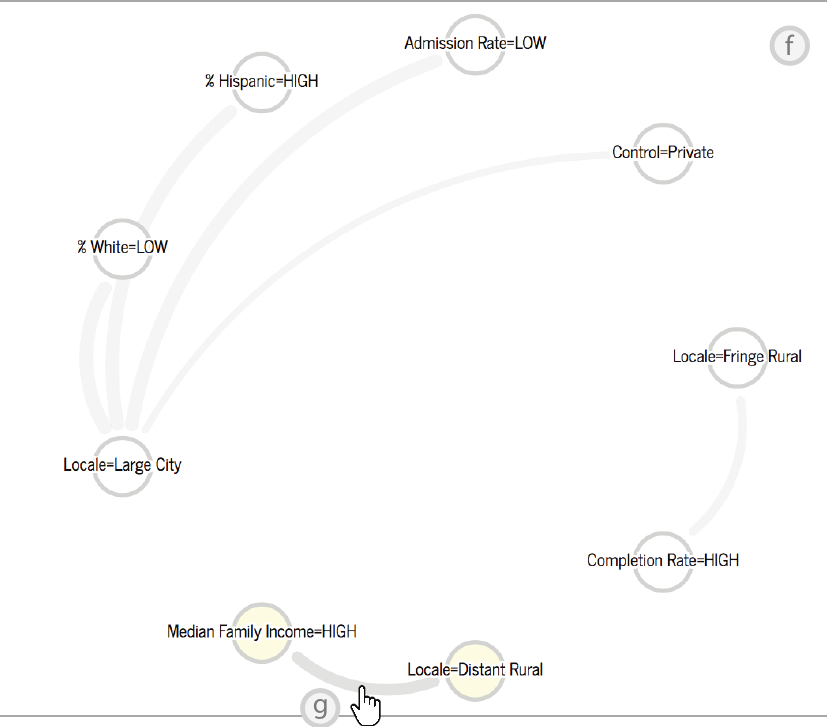 Admission Rate=LOW
f
% Hispanic=HIGH
Control=Private
% White=LOW
Locale=Fringe Rural
Locale=Large City
Completion Rate=HIGH
Median Family Income=HIGH
Locale=Distant Rural
g